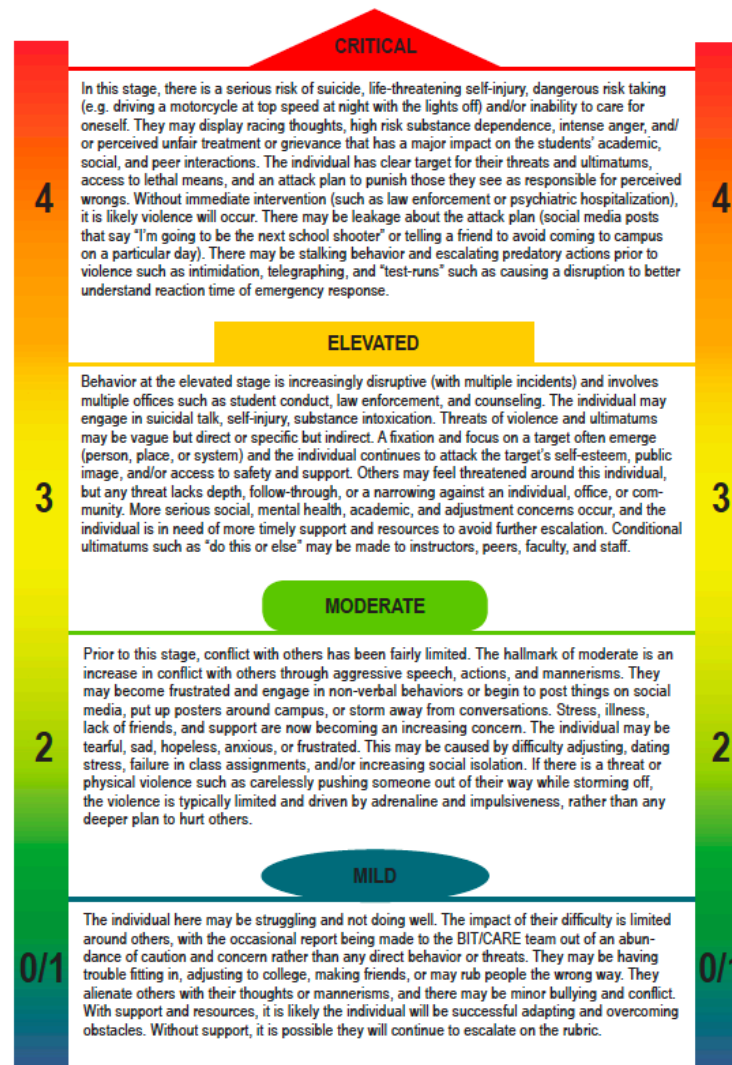 CRITICAL
In this stage, there is a serious risk of suicide, life-threatening self-injury, dangerous risk taking
(e.g. driving a motorcycle at top speed at night with the lights off) and/or inability to care for
oneself. They may display racing thoughts, high risk substance dependence, intense anger, and/
or perceived unfair treatment or grievance that has a major impact on the students' academic,
social, and peer interactions. The individual has clear target for their threats and ultimatums,
access to lethal means, and an attack plan to punish those they see as responsible for perceived
4
wrongs. Without immediate intervention (such as law enforcement or psychiatric hospitalization),
4
it is likely violence will occur. There may be leakage about the attack plan (social media posts
that say "I'm going to be the next school shooter" or telling a friend to avoid coming to campus
on a particular day). There may be stalking behavior and escalating predatory actions prior to
violence such as intimidation, telegraphing, and "test-runs" such as causing a disruption to better
understand reaction time of emergency response.
ELEVATED
Behavior at the elevated stage is increasingly disruptive (with multiple incidents) and involves
multiple offices such as student conduct, law enforcement, and counseling. The individual may
engage in suicidal talk, self-injury, substance intoxication. Threats of violence and ultimatums
may be vague but direct or specific but indirect. A fixation and focus on a target often emerge
(person, place, or system) and the individual continues to attack the target's self-esteem, public
image, and/or access to safety and support. Others may feel threatened around this individual,
3
but any threat lacks depth, follow-through, or a narrowing against an individual, office, or com-
3
munity. More serious social, mental health, academic, and adjustment concerns occur, and the
individual is in need of more timely support and resources to avoid further escalation. Conditional
ultimatums such as "do this or else" may be made to instructors, peers, faculty, and staff.
MODERATE
Prior to this stage, conflict with others has been fairly limited. The hallmark of moderate is an
increase in conflict with others through aggressive speech, actions, and mannerisms. They
may become frustrated and engage in non-verbal behaviors or begin to post things on social
media, put up posters around campus, or storm away from conversations. Stress, illness,
lack of friends, and support are now becoming an increasing concern. The individual may be
2
tearful, sad, hopeless, anxious, or frustrated. This may be caused by difficulty adjusting, dating
2
stress, failure in class assignments, and/or increasing social isolation. If there is a threat or
physical violence such as carelessly pushing someone out of their way while storming off,
the violence is typically limited and driven by adrenaline and impulsiveness, rather than any
deeper plan to hurt others.
MILD
The individual here may be struggling and not doing well. The impact of their difficulty is limited
around others, with the occasional report being made to the BIT/CARE team out of an abun-
dance of caution and concern rather than any direct behavior or threats. They may be having
0/1
trouble fitting in, adjusting to college, making friends, or may rub people the wrong way. They
0/1
alienate others with their thoughts or mannerisms, and there may be minor bullying and conflict.
With support and resources, it is likely the individual will be successful adapting and overcoming
obstacles. Without support, it is possible they will continue to escalate on the rubric.